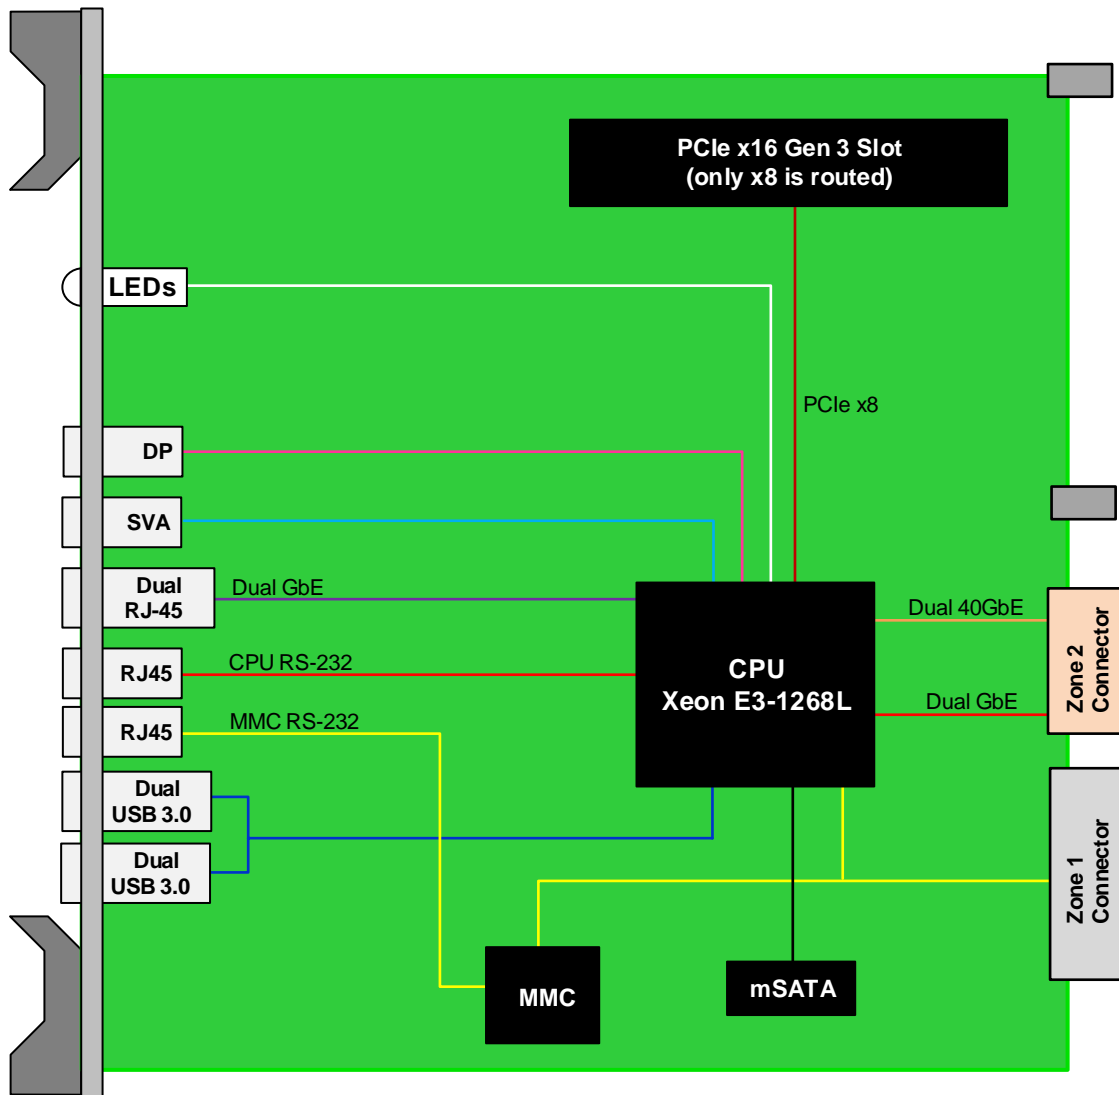 PCIe x16 Gen 3 Slot
(only x8 is routed)
LEDs
PCIe x8
DP
SVA
Dual
RJ-45
Dual GbE
RJ45
CPU RS-232
RJ45
MMC RS-232
Dual
USB 3.0
Dual
USB 3.0
CPU
Xeon E3-1268L
Dual 40GbE
Dual GbE
Zone 2
Connector
Zone 1
Connector
MMC
mSATA